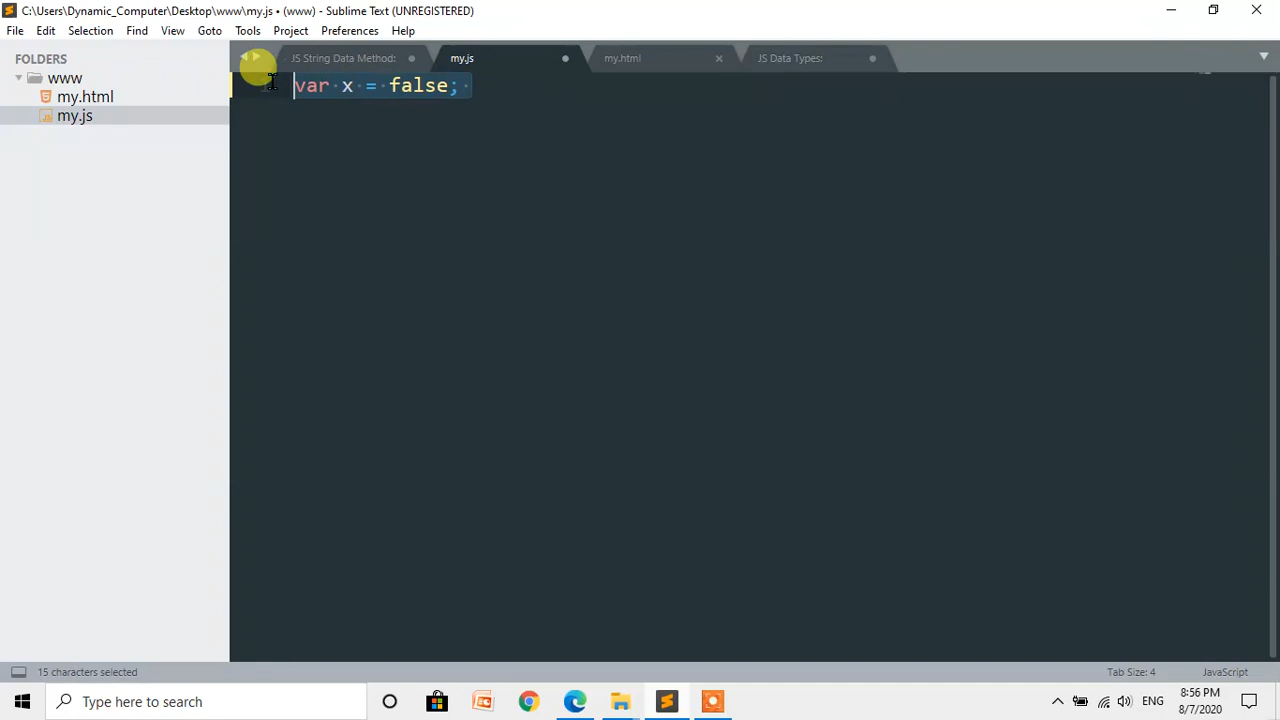 C:\Users\Dynamic_Computer\Desktop\www\my.js • (www) - Sublime Text (UNREGISTERED)
File Edit Selection Find View Goto Tools Project Preferences Help
FOLDERS
www
my.html
my.js
JS String Data Method: my.js my.html JS Data Types:
var x = false;
15 characters selected Tab Size: 4 JavaScript
Type here to search
ENG
8:56 PM
8/7/2020